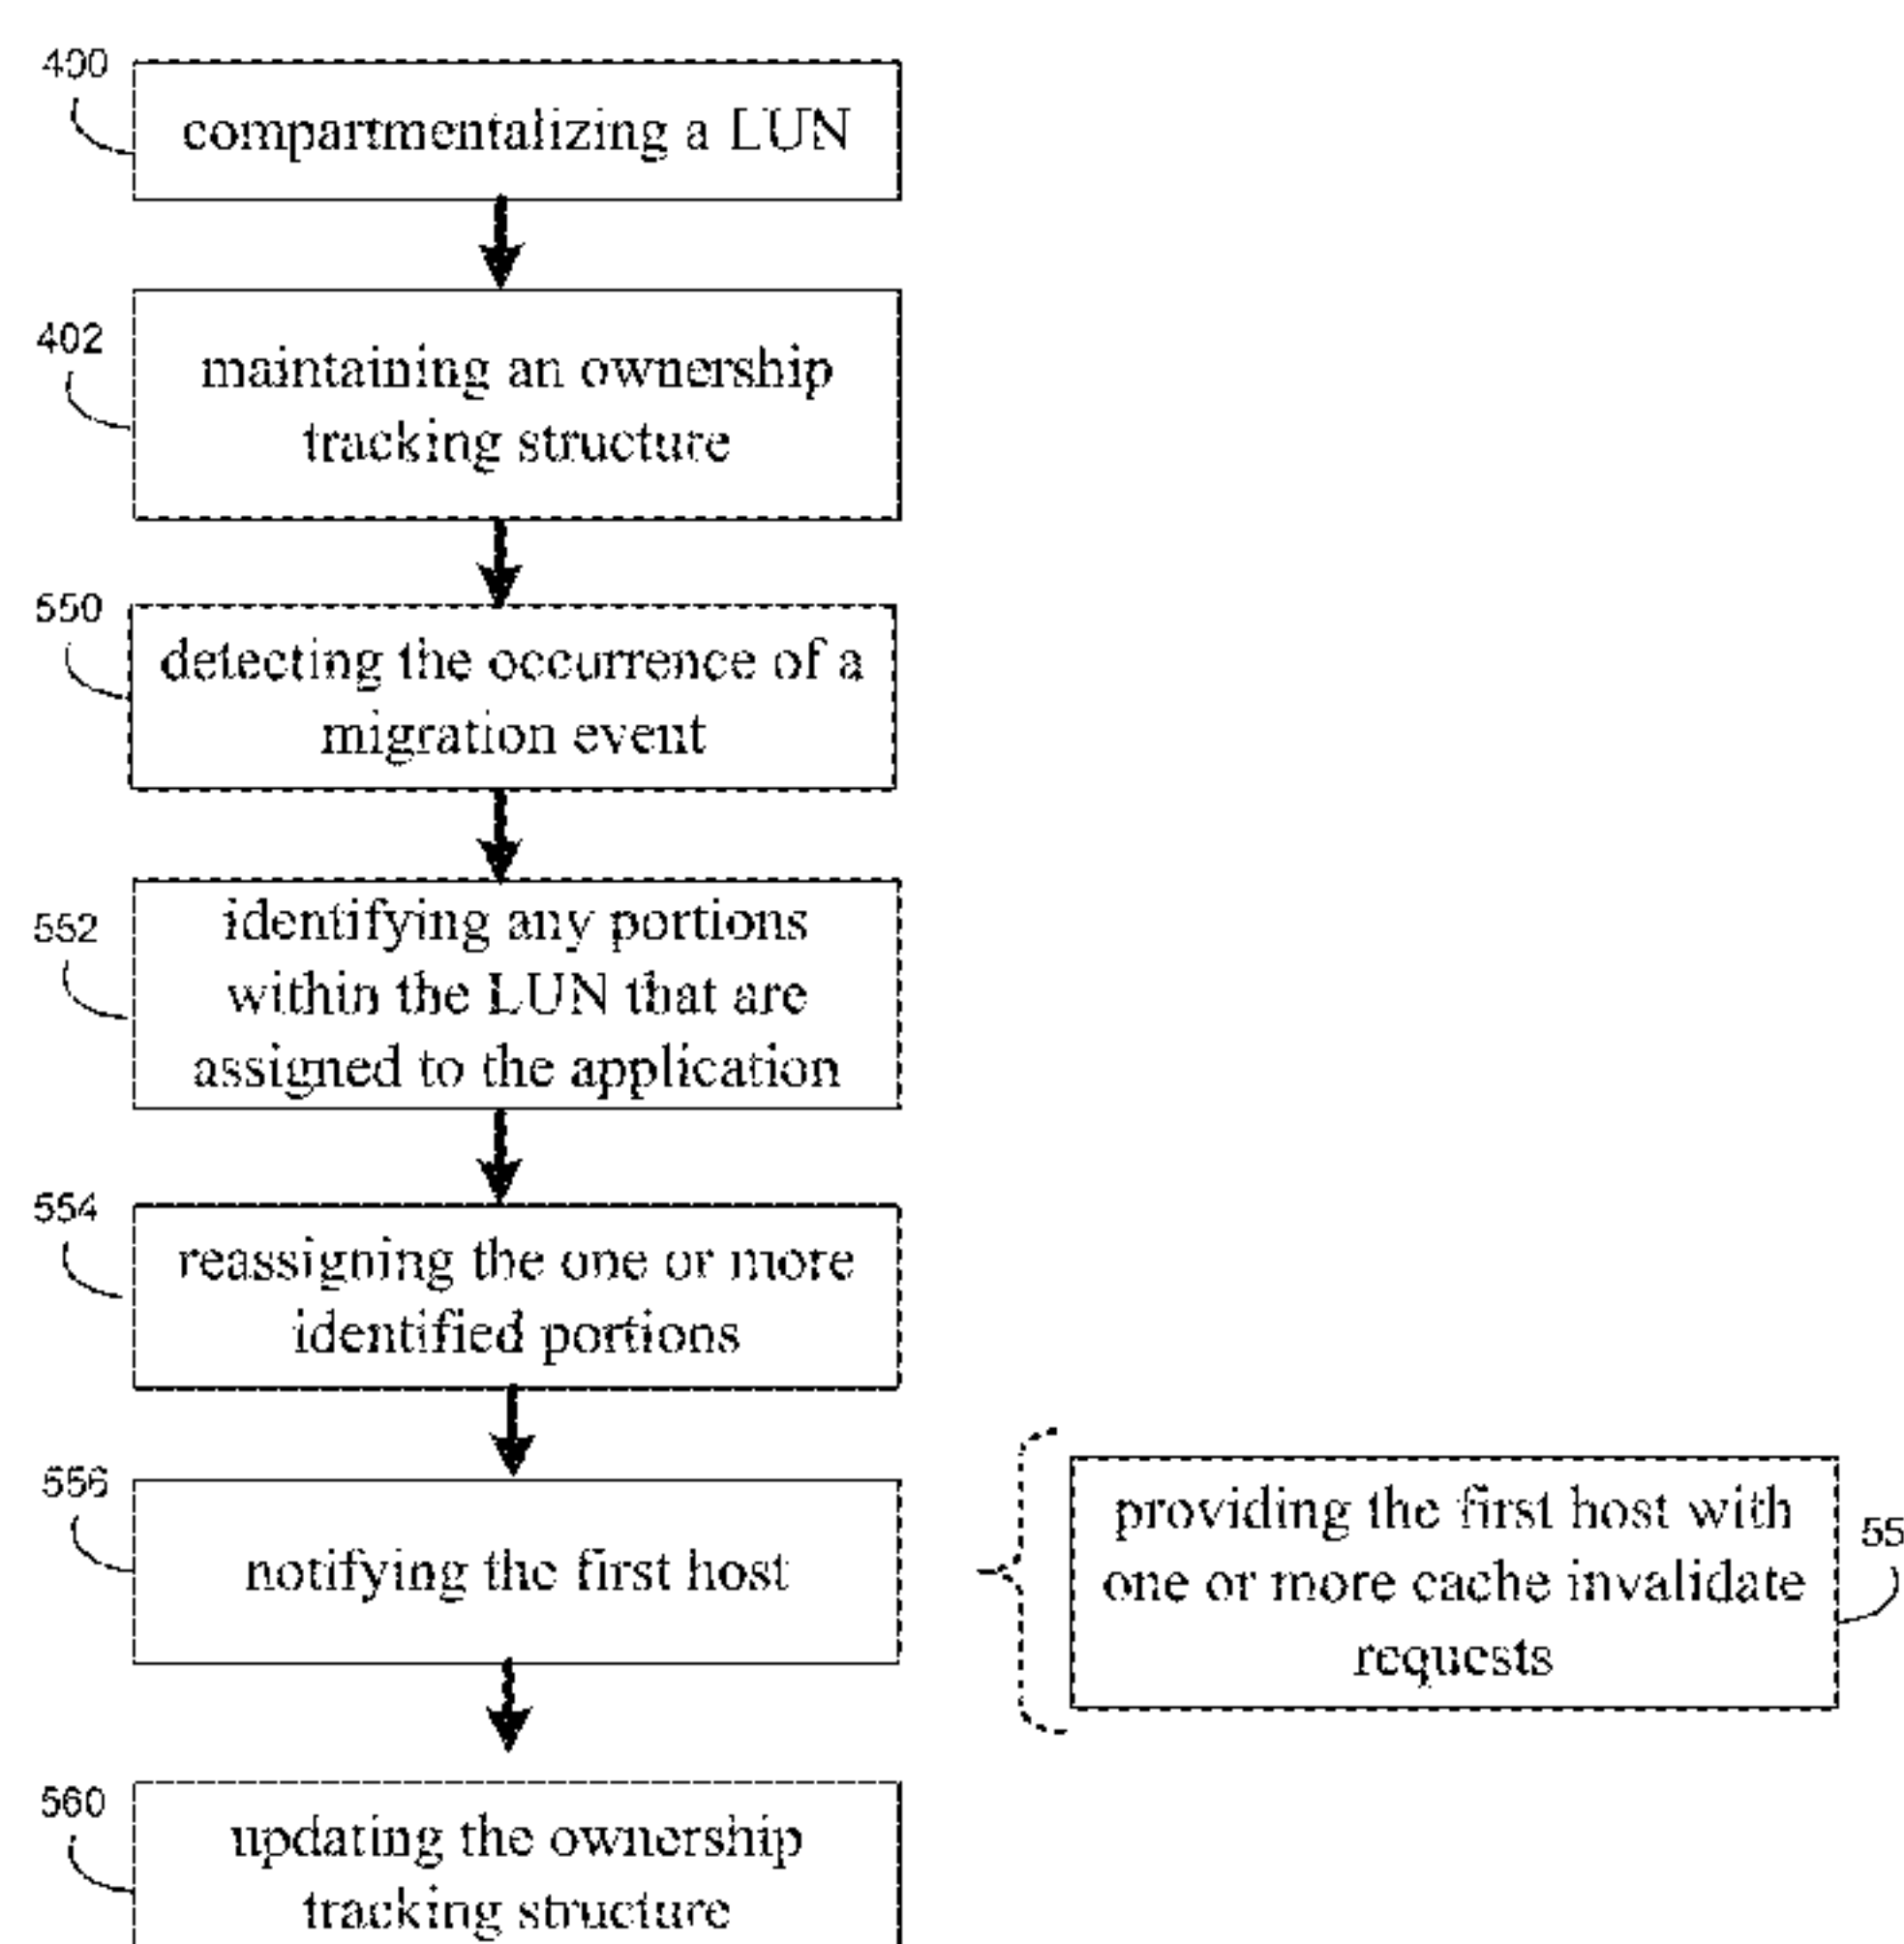 400
compartmentalizing a LUN
402
maintaining an ownership
tracking structure
550
detecting the occurrence of a
migration event
552
identifying any portions
within the LUN that are
assigned to the application
554
reassigning the one or more
identified portions
556
notifying the first host
providing the first host with
one or more cache invalidate
requests
55
560
updating the ownership
tracking structure